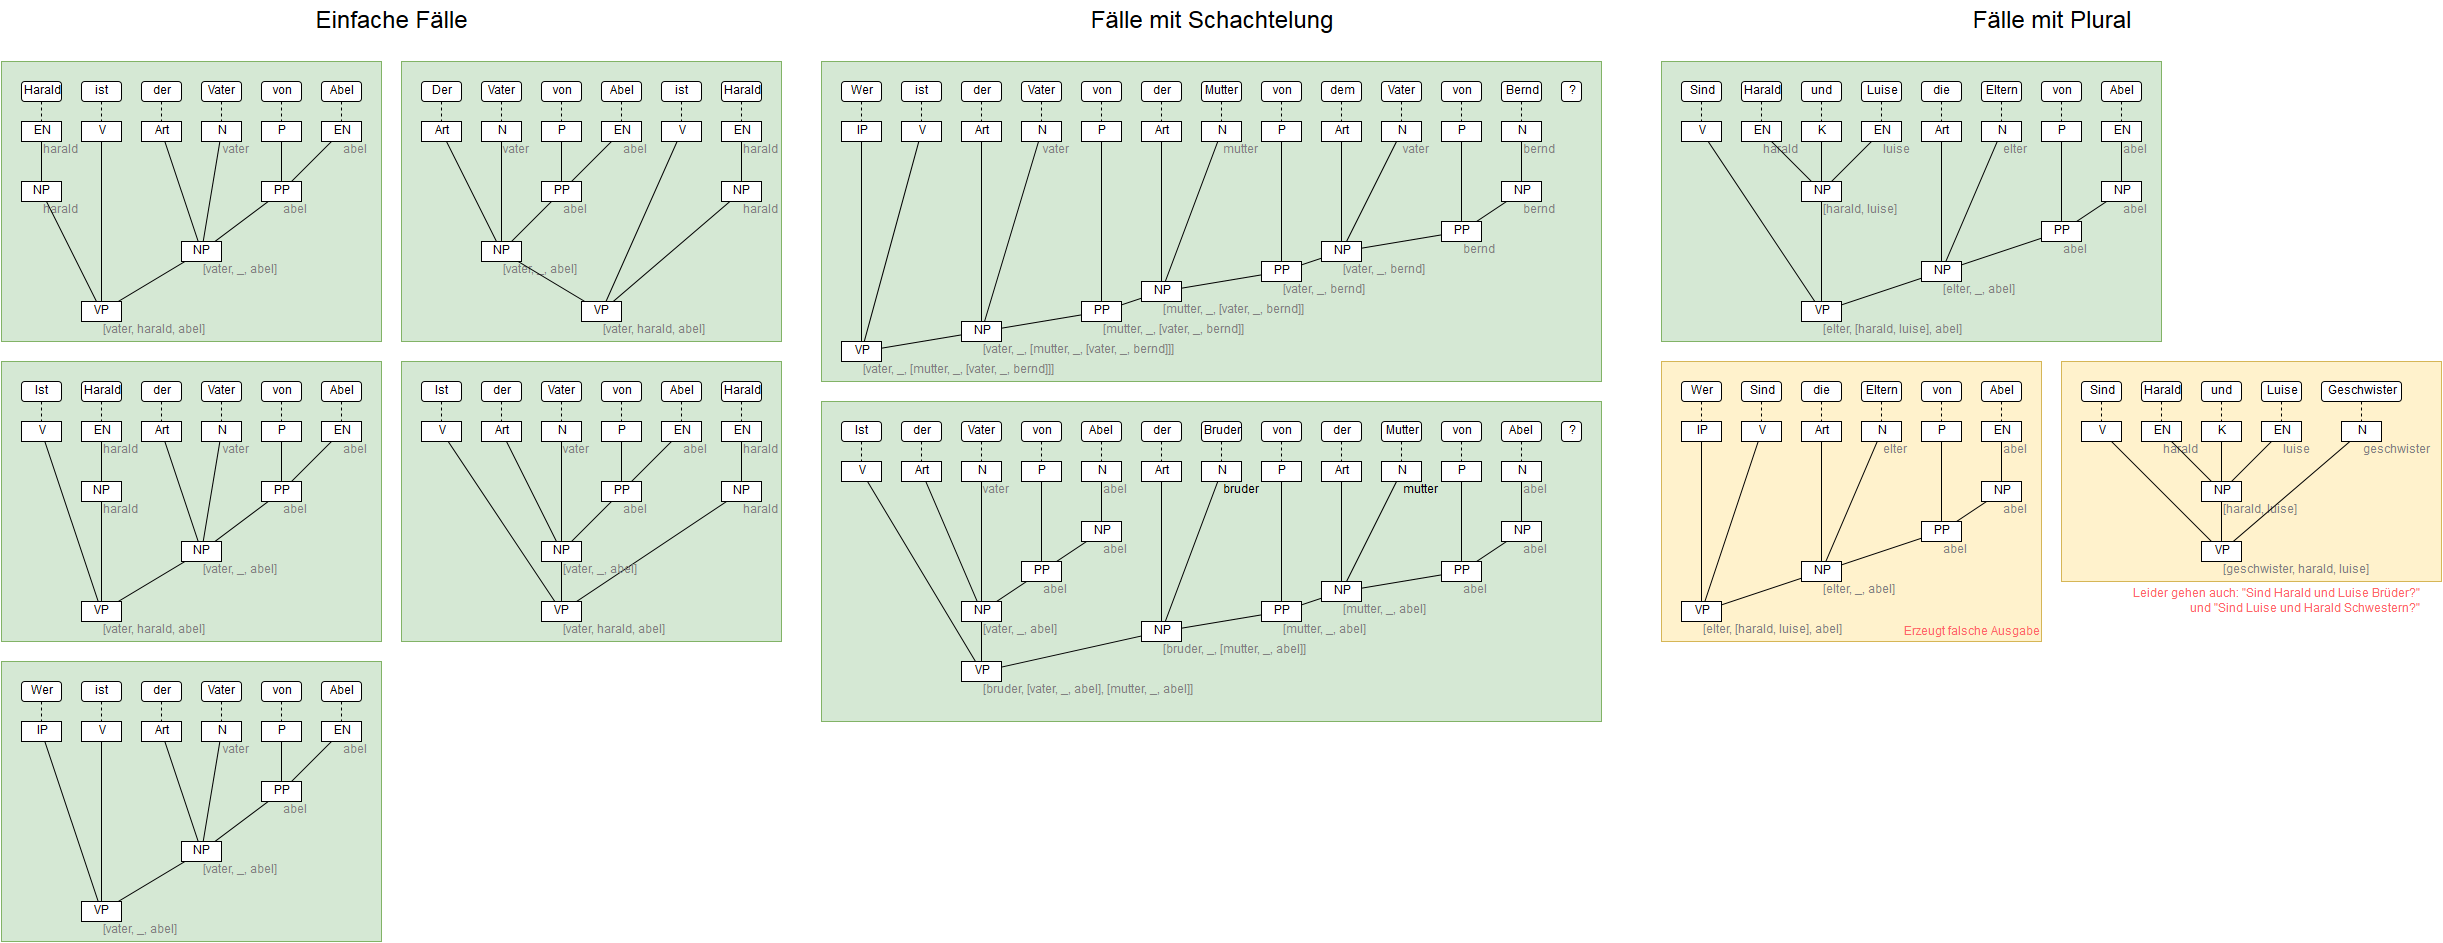 Einfache Fälle
Harald ist der Vater von Abel
EN V Art N P EN
harald vater abel
NP PP
harald abel
NP
[vater, _, abel]
VP
[vater, harald, abel]
Der Vater von Abel ist Harald
Art N P EN V EN
vater abel harald
PP NP
abel harald
NP
[vater, _, abel]
VP
[vater, harald, abel]
Ist Harald der Vater von Abel
V EN Art N P EN
harald vater abel
NP PP
harald abel
NP
[vater, _, abel]
VP
[vater, harald, abel]
Ist der Vater von Abel Harald
V Art N P EN EN
vater abel harald
PP NP
abel harald
NP
[vater, _, abel]
VP
[vater, harald, abel]
Wer ist der Vater von Abel
IP V Art N P EN
vater abel
PP
abel
NP
[vater, _, abel]
VP
[vater, _, abel]
Fälle mit Schachtelung
Wer ist der Vater von der Mutter von dem Vater von Bernd ?
IP V Art N P Art N P Art N P N
vater mutter vater bernd
NP
bernd
PP
bernd
NP
[vater, _, bernd]
PP
[vater, _, bernd]
NP
[mutter, _, [vater, _, bernd]]
PP
[mutter, _, [vater, _, bernd]]
NP
[vater, _, [mutter, _, [vater, _, bernd]]]
VP
[vater, _, [mutter, _, [vater, _, bernd]]]
Ist der Vater von Abel der Bruder von der Mutter von Abel ?
V Art N P N Art N P Art N P N
vater abel bruder mutter abel
NP NP
abel abel
PP PP
abel abel
NP NP
[vater, _, abel] [mutter, _, abel]
PP
[mutter, _, abel]
NP
[bruder, _, [mutter, _, abel]]
VP
[bruder, [vater, _, abel], [mutter, _, abel]]
Fälle mit Plural
Sind Harald und Luise die Eltern von Abel
V EN K EN Art N P EN
harald luise elter abel
NP NP
[harald, luise] abel
PP
abel
NP
[elter, _, abel]
VP
[elter, [harald, luise], abel]
Wer Sind die Eltern von Abel
IP V Art N P EN
elter abel
NP
abel
PP
abel
NP
[elter, _, abel]
VP
[elter, [harald, luise], abel]
Erzeugt falsche Ausgabe
Sind Harald und Luise Geschwister
V EN K EN N
harald luise geschwister
NP
[harald, luise]
VP
[geschwister, harald, luise]
Leider gehen auch: "Sind Harald und Luise Brüder?"
und "Sind Luise und Harald Schwestern?"